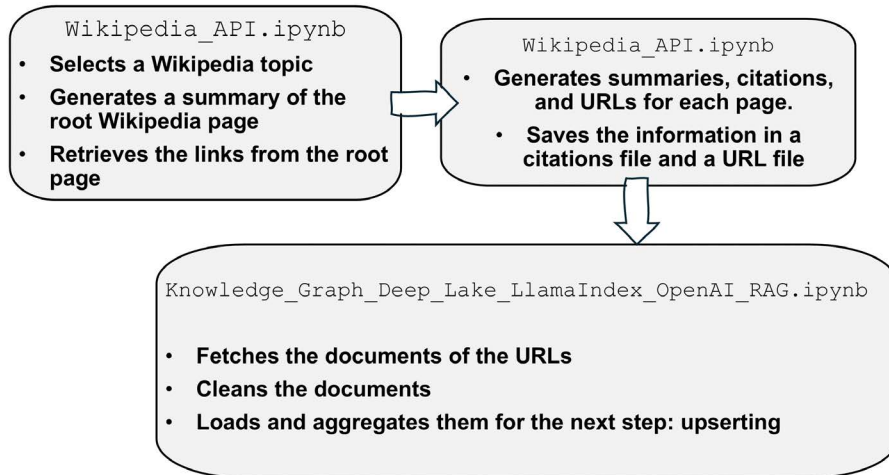 Wikipedia_API.ipynb
• Selects a Wikipedia topic
• Generates a summary of the
root Wikipedia page
• Retrieves the links from the root
page
Wikipedia_API.ipynb
• Generates summaries, citations,
and URLs for each page.
• Saves the information in a
citations file and a URL file
Knowledge_Graph_Deep_Lake_LlamaIndex_OpenAI_RAG.ipynb
• Fetches the documents of the URLs
• Cleans the documents
• Loads and aggregates them for the next step: upserting